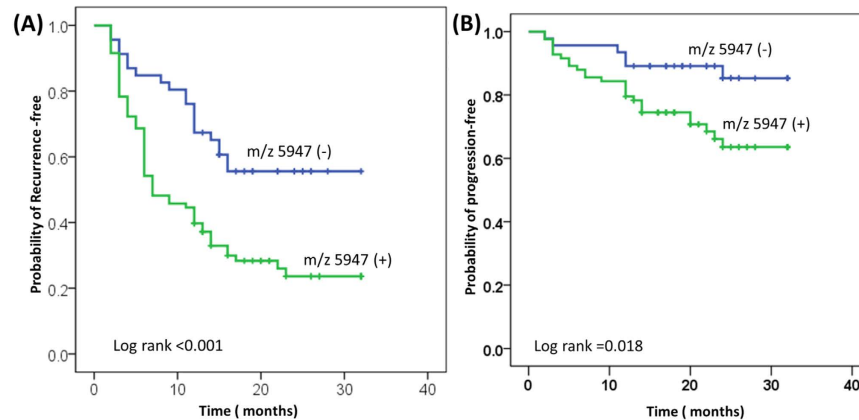 (A)
Probability of Recurrence -free
1.0
0.8
0.6
0.4
0.2
0.0
m/z 5947 (-)
m/z 5947 (+)
Log rank <0.001
0 10 20 30 40
Time ( months)
(B)
Probability of progression-free
1.0
0.8
0.6
0.4
0.2
0.0
m/z 5947 (-)
m/z 5947 (+)
Log rank =0.018
0 10 20 30 40
Time (months)